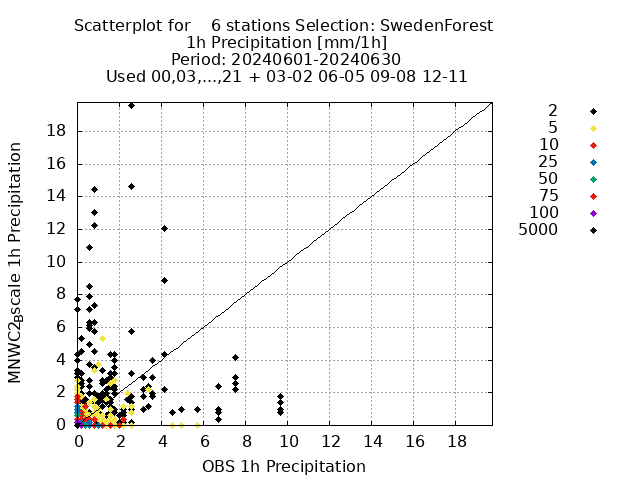 Scatterplot for    6 stations Selection: SwedenForest
1h Precipitation [mm/1h]
Period: 20240601-20240630
Used 00,03,...,21 + 03-02 06-05 09-08 12-11
2
5
10
25
50
75
100
5000
MNWC2Bscale 1h Precipitation
18
16
14
12
10
8
6
4
2
0
0 2 4 6 8 10 12 14 16 18
OBS 1h Precipitation